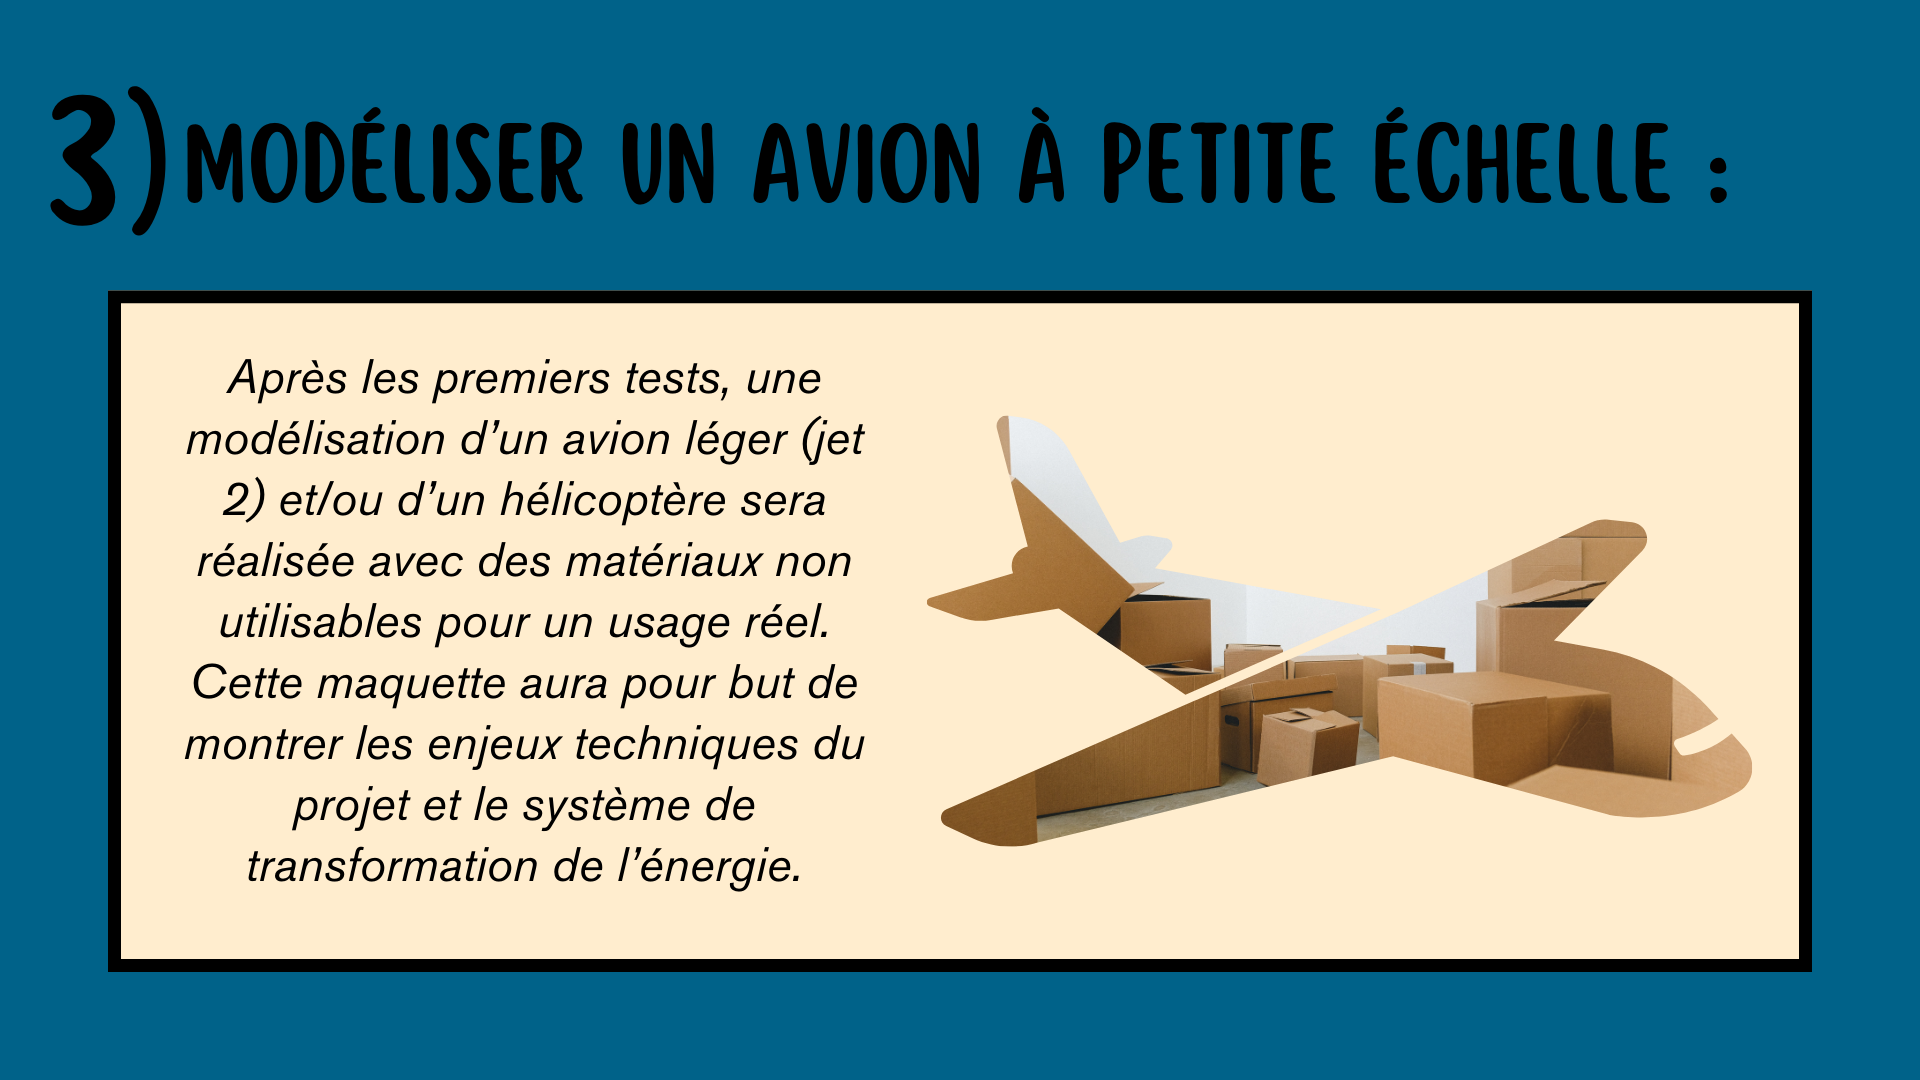 3) MODÉLISER UN AVION À PETITE ÉCHELLE :
Après les premiers tests, une
modélisation d’un avion léger (jet
2) et/ou d’un hélicoptère sera
réalisée avec des matériaux non
utilisables pour un usage réel.
Cette maquette aura pour but de
montrer les enjeux techniques du
projet et le système de
transformation de l’énergie.